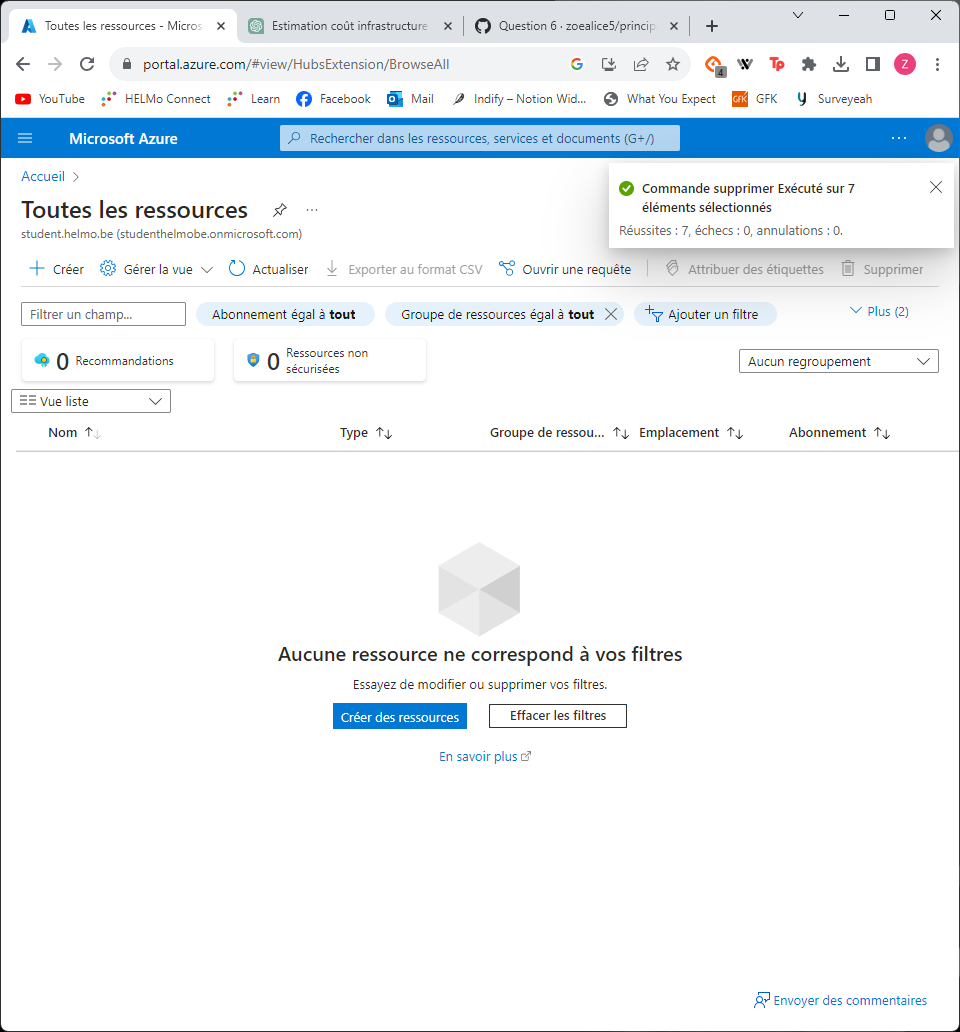 Toutes les ressources - Micros
Estimation coût infrastructure
Question 6 · zoealice5/princip
portal.azure.com/#view/HubsExtension/BrowseAll
4
Tp
Z
YouTube
HELMo Connect
Learn
Facebook
Mail
Indify – Notion Wid...
What You Expect
GFK
GFK
Surveyeah
Microsoft Azure
Rechercher dans les ressources, services et documents (G+/)
Accueil
Toutes les ressources
student.helmo.be (studenthelmobe.onmicrosoft.com)
Commande supprimer Exécuté sur 7
éléments sélectionnés
Réussites : 7, échecs : 0, annulations : 0.
Créer
Gérer la vue
Actualiser
Exporter au format CSV
Ouvrir une requête
Attribuer des étiquettes
Supprimer
Filtrer un champ...
Abonnement égal à tout
Groupe de ressources égal à tout
Ajouter un filtre
Plus (2)
0 Recommandations
0 Ressources non
sécurisées
Aucun regroupement
Vue liste
Nom
Type
Groupe de ressou...
Emplacement
Abonnement
Aucune ressource ne correspond à vos filtres
Essayez de modifier ou supprimer vos filtres.
Créer des ressources
Effacer les filtres
En savoir plus
Envoyer des commentaires